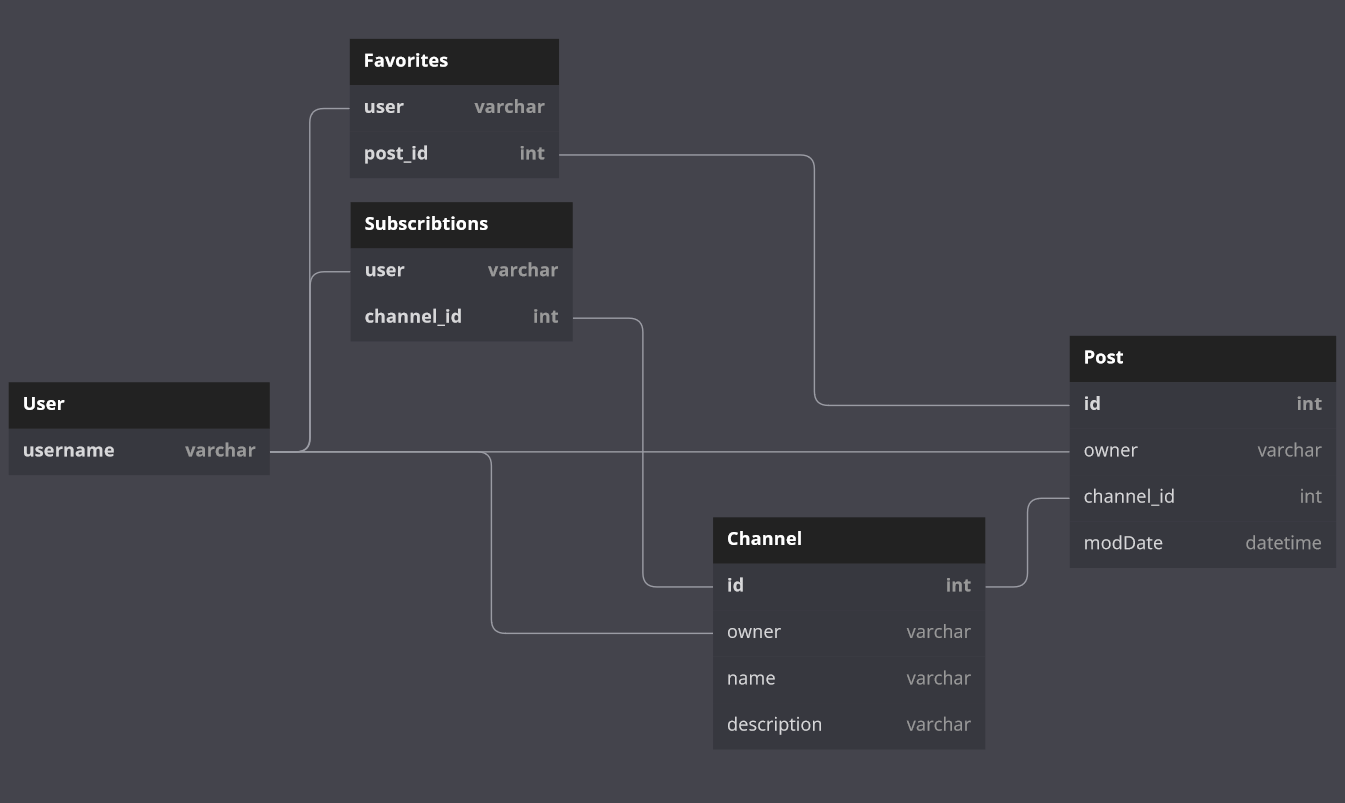 Favorites
user varchar
post_id int
Subscribtions
user varchar
channel_id int
User
username varchar
Post
id int
owner varchar
channel_id int
modDate datetime
Channel
id int
owner varchar
name varchar
description varchar